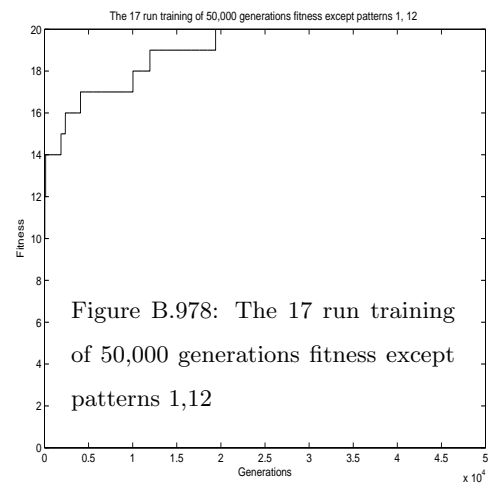 The 17 run training of 50,000 generations fitness except patterns 1, 12
20
18
16
14
12
10
8
6
4
2
0
Fitness
Figure B.978: The 17 run training
of 50,000 generations fitness except
patterns 1,12
0 0.5 1 1.5 2 2.5 3 3.5 4 4.5 5
Generations
x 10^4